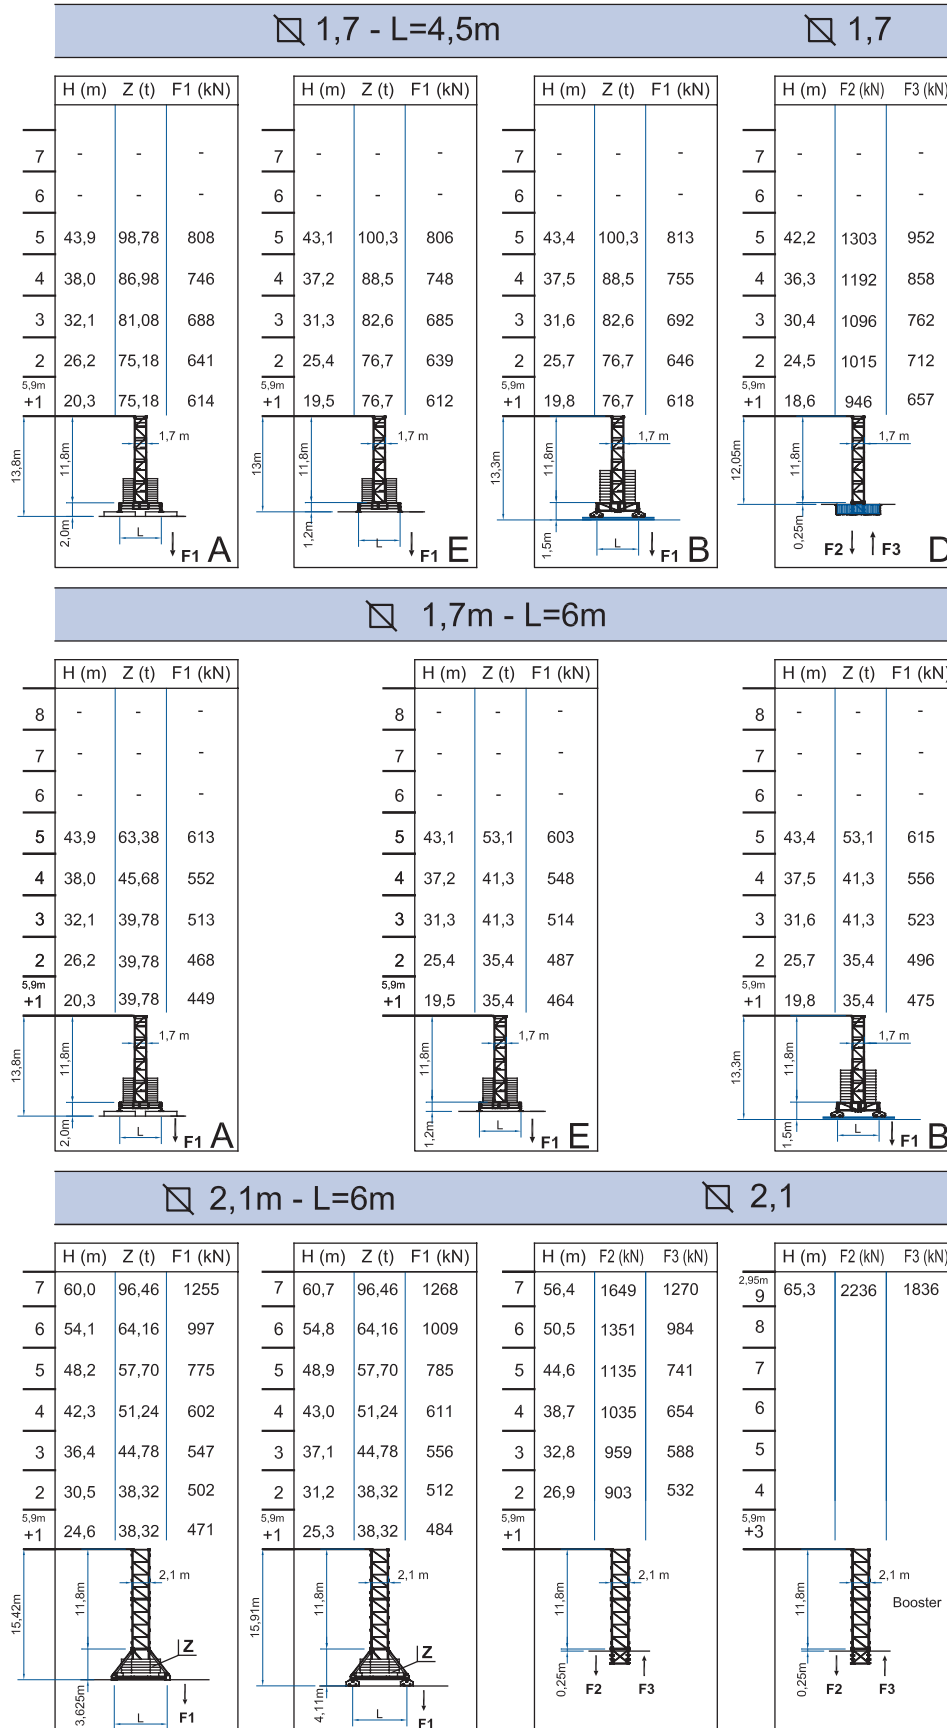 1,7 - L=4,5m
1,7
H (m) Z (t) F1 (kN)
7 - - -
6 - - -
5 43,9 98,78 808
4 38,0 86,98 746
3 32,1 81,08 688
2 26,2 75,18 641
5,9m
+1 20,3 75,18 614
1,7 m
13,8m
11,8m
2,0m
L
F1 A
H (m) Z (t) F1 (kN)
7 - - -
6 - - -
5 43,1 100,3 806
4 37,2 88,5 748
3 31,3 82,6 685
2 25,4 76,7 639
5,9m
+1 19,5 76,7 612
1,7 m
13m
11,8m
1,2m
L
F1 E
H (m) Z (t) F1 (kN)
7 - - -
6 - - -
5 43,4 100,3 813
4 37,5 88,5 755
3 31,6 82,6 692
2 25,7 76,7 646
5,9m
+1 19,8 76,7 618
1,7 m
13,3m
11,8m
1,5m
L
F1 B
H (m) F2 (kN) F3 (kN)
7 - - -
6 - - -
5 42,2 1303 952
4 36,3 1192 858
3 30,4 1096 762
2 24,5 1015 712
5,9m
+1 18,6 946 657
1,7 m
12,05m
11,8m
0,25m
F2 F3 D
1,7m - L=6m
H (m) Z (t) F1 (kN)
8 - - -
7 - - -
6 - - -
5 43,9 63,38 613
4 38,0 45,68 552
3 32,1 39,78 513
2 26,2 39,78 468
5,9m
+1 20,3 39,78 449
1,7 m
13,8m
11,8m
2,0m
L
F1 A
H (m) Z (t) F1 (kN)
8 - - -
7 - - -
6 - - -
5 43,1 53,1 603
4 37,2 41,3 548
3 31,3 41,3 514
2 25,4 35,4 487
5,9m
+1 19,5 35,4 464
1,7 m
11,8m
1,2m
L
F1 E
H (m) Z (t) F1 (kN)
8 - - -
7 - - -
6 - - -
5 43,4 53,1 615
4 37,5 41,3 556
3 31,6 41,3 523
2 25,7 35,4 496
5,9m
+1 19,8 35,4 475
1,7 m
13,3m
11,8m
1,5m
L
F1 B
2,1m - L=6m
2,1
H (m) Z (t) F1 (kN)
7 60,0 96,46 1255
6 54,1 64,16 997
5 48,2 57,70 775
4 42,3 51,24 602
3 36,4 44,78 547
2 30,5 38,32 502
5,9m
+1 24,6 38,32 471
2,1 m
15,42m
11,8m
Z
3,625m
L
F1
H (m) Z (t) F1 (kN)
7 60,7 96,46 1268
6 54,8 64,16 1009
5 48,9 57,70 785
4 43,0 51,24 611
3 37,1 44,78 556
2 31,2 38,32 512
5,9m
+1 25,3 38,32 484
2,1 m
15,91m
11,8m
Z
4,11m
L
F1
H (m) F2 (kN) F3 (kN)
7 56,4 1649 1270
6 50,5 1351 984
5 44,6 1135 741
4 38,7 1035 654
3 32,8 959 588
2 26,9 903 532
5,9m
+1
2,1 m
11,8m
0,25m
F2 F3
H (m) F2 (kN) F3 (kN)
2,95m
9 65,3 2236 1836
8
7
6
5
4
5,9m
+3
2,1 m
11,8m
Booster
0,25m
F2 F3